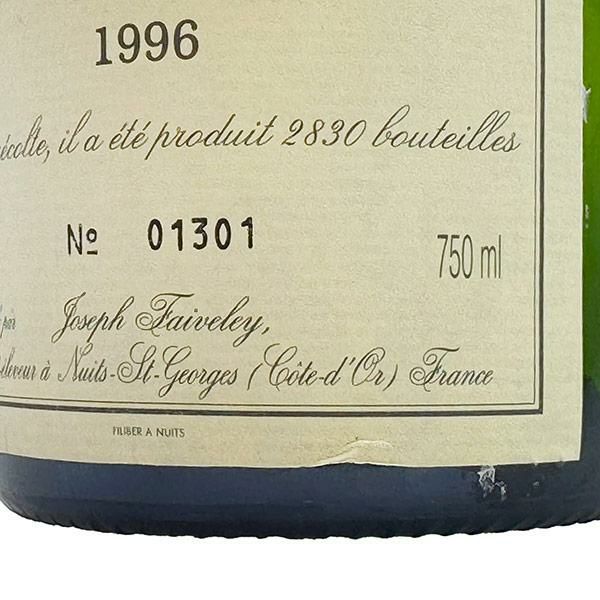 1996
il a été produit 2830 bouteilles
Nº 01301
750 ml
par
Joseph Faiveley,
à Nuits-St-Georges (Côte-d'Or) France
FILIBER A NUITS